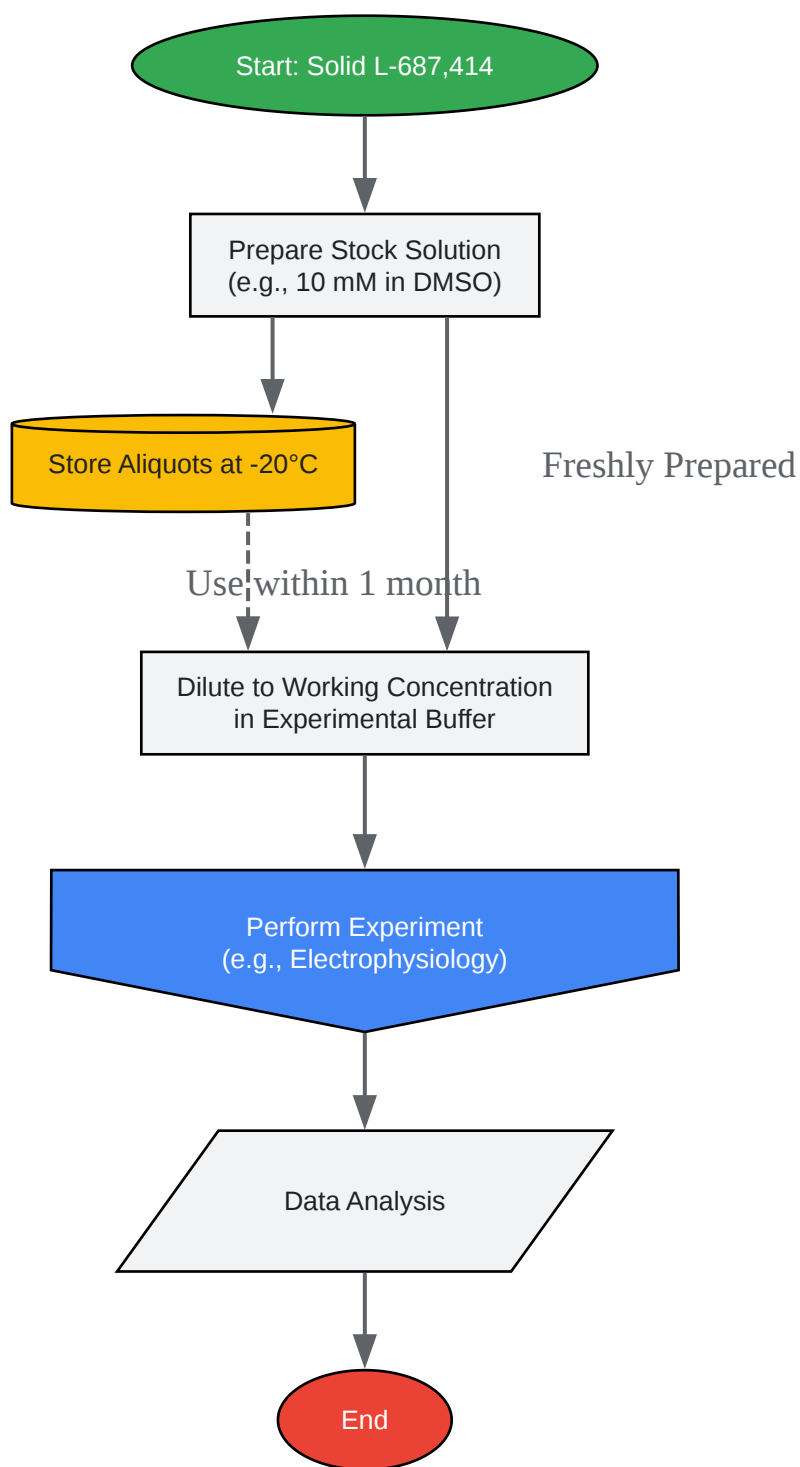 Start: Solid L-687,414
Prepare Stock Solution
(e.g., 10 mM in DMSO)
Store Aliquots at -20°C
Freshly Prepared
Use within 1 month
Dilute to Working Concentration
in Experimental Buffer
Perform Experiment
(e.g., Electrophysiology)
Data Analysis
End